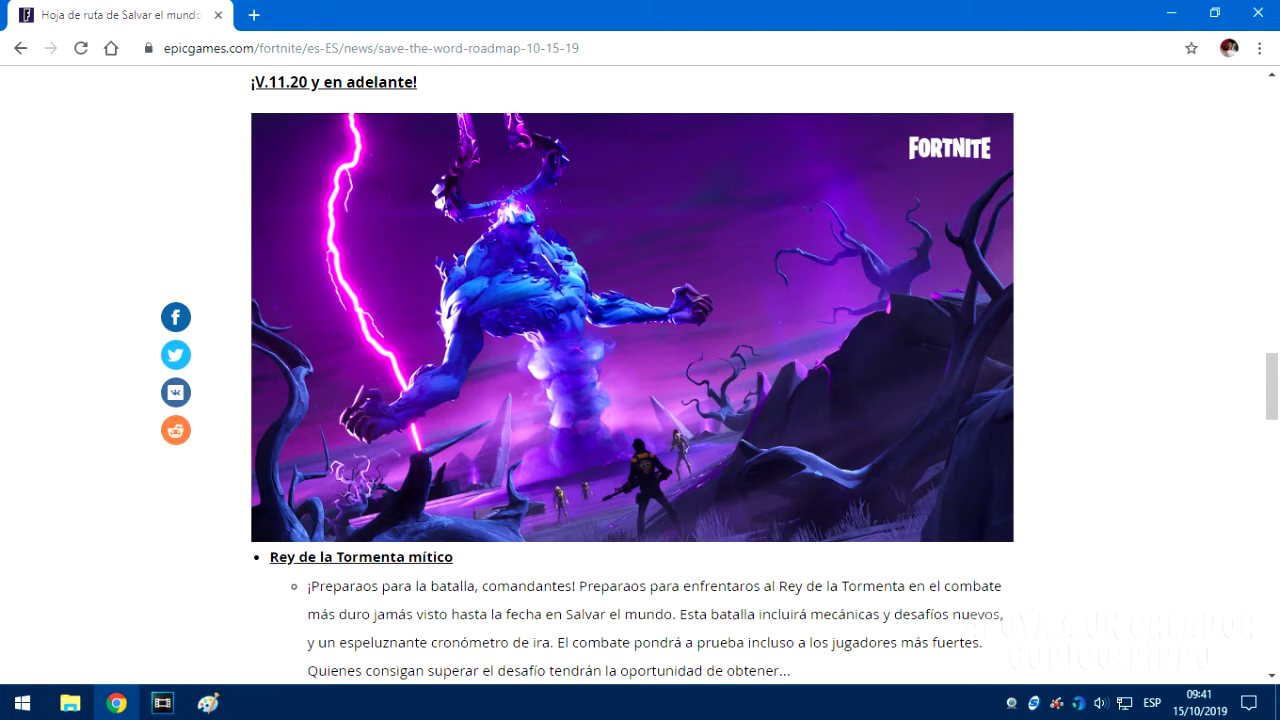 Hoja de ruta de Salvar el mundo
epicgames.com/fortnite/es-ES/news/save-the-word-roadmap-10-15-19
¡V.11.20 y en adelante!
FORTNITE
Rey de la Tormenta mítico
¡Preparaos para la batalla, comandantes! Preparaos para enfrentaros al Rey de la Tormenta en el combate
más duro jamás visto hasta la fecha en Salvar el mundo. Esta batalla incluirá mecánicas y desafíos nuevos,
y un espeluznante cronómetro de ira. El combate pondrá a prueba incluso a los jugadores más fuertes.
Quienes consigan superar el desafío tendrán la oportunidad de obtener...
APOYA A UN CREADOR
ESP
09:41
15/10/2019